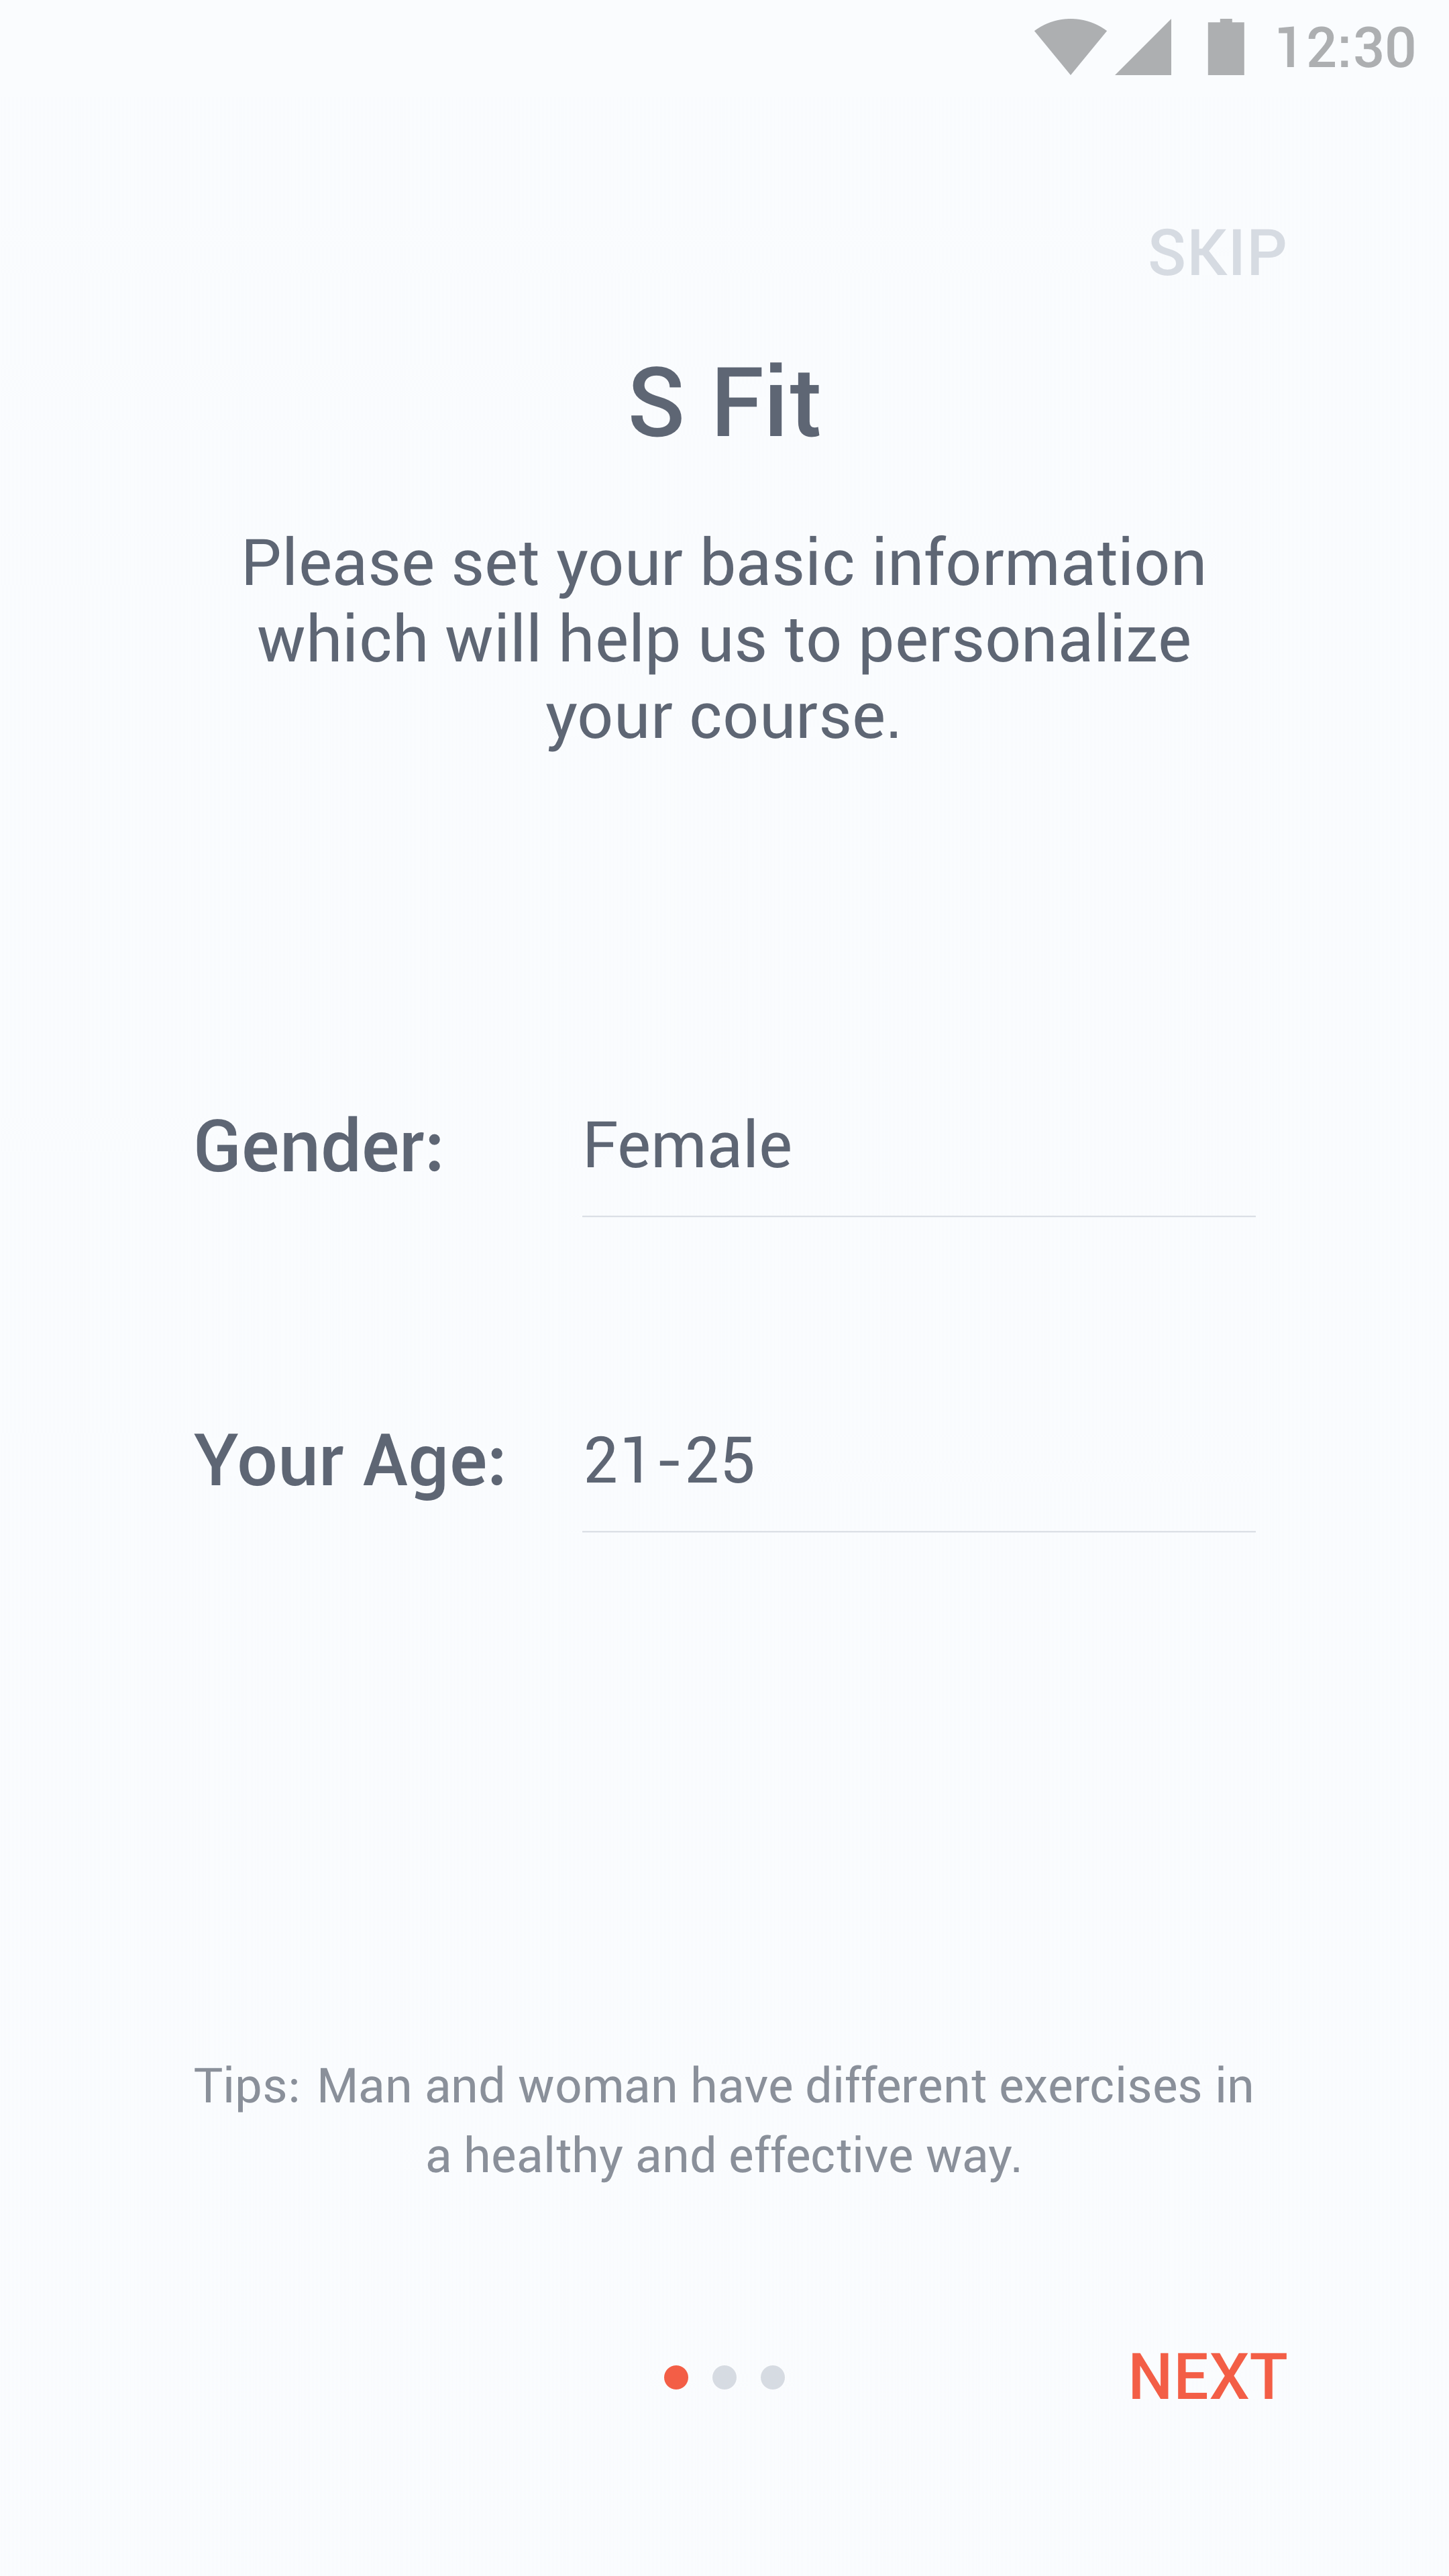 12:30
SKIP
S Fit
Please set your basic information
which will help us to personalize
your course.
Gender: Female
Your Age: 21-25
Tips: Man and woman have different exercises in
a healthy and effective way.
NEXT